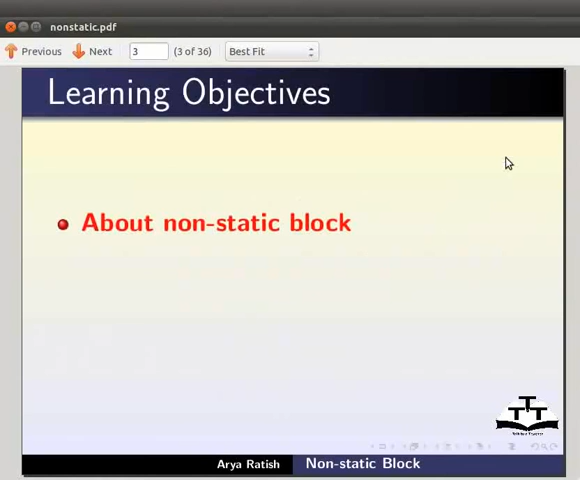 nonstatic.pdf
Previous Next 3 (3 of 36) Best Fit
Learning Objectives
About non-static block
Arya Ratish Non-static Block